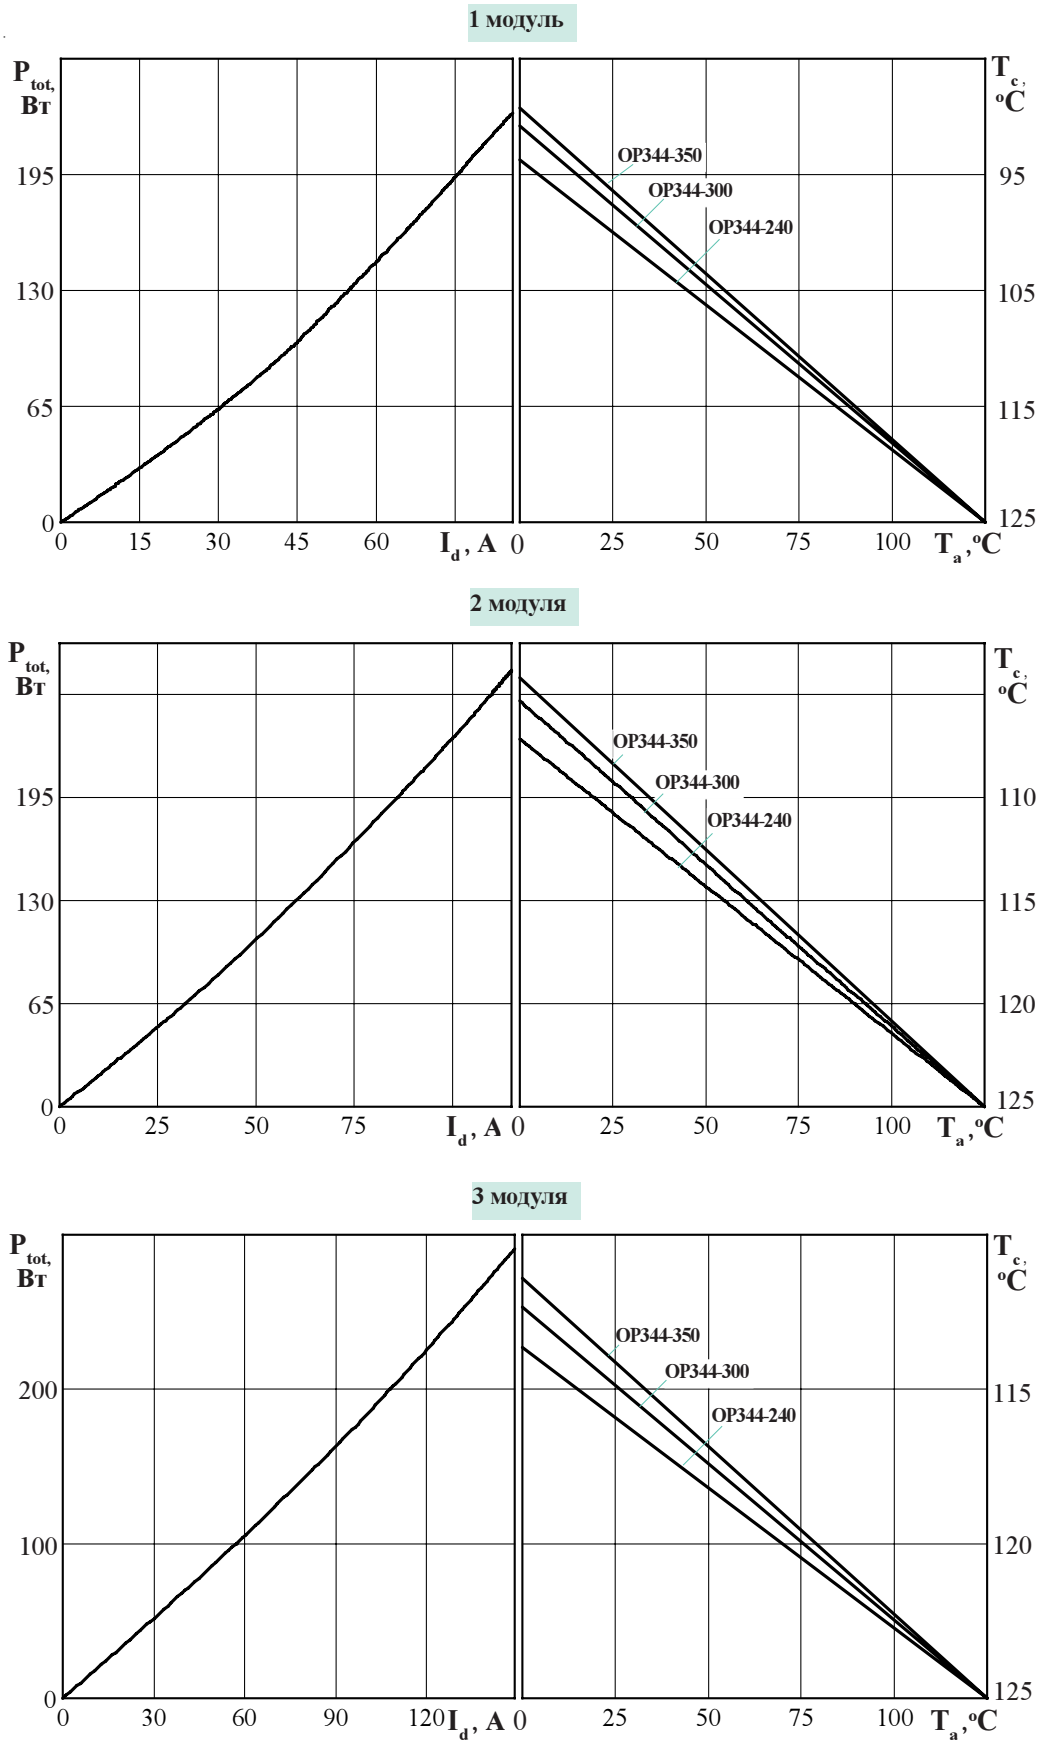 1 модуль
P tot, Вт
T c, °C
195
130
65
0
OP344-350
OP344-300
OP344-240
95
105
115
125
0 15 30 45 60 I d , А
0 25 50 75 100 T a ,°C
2 модуля
P tot, Вт
T c, °C
195
130
65
0
OP344-350
OP344-300
OP344-240
110
115
120
125
0 25 50 75 I d , А
0 25 50 75 100 T a ,°C
3 модуля
P tot, Вт
T c, °C
200
100
0
OP344-350
OP344-300
OP344-240
115
120
125
0 30 60 90 120 I d , А
0 25 50 75 100 T a ,°C